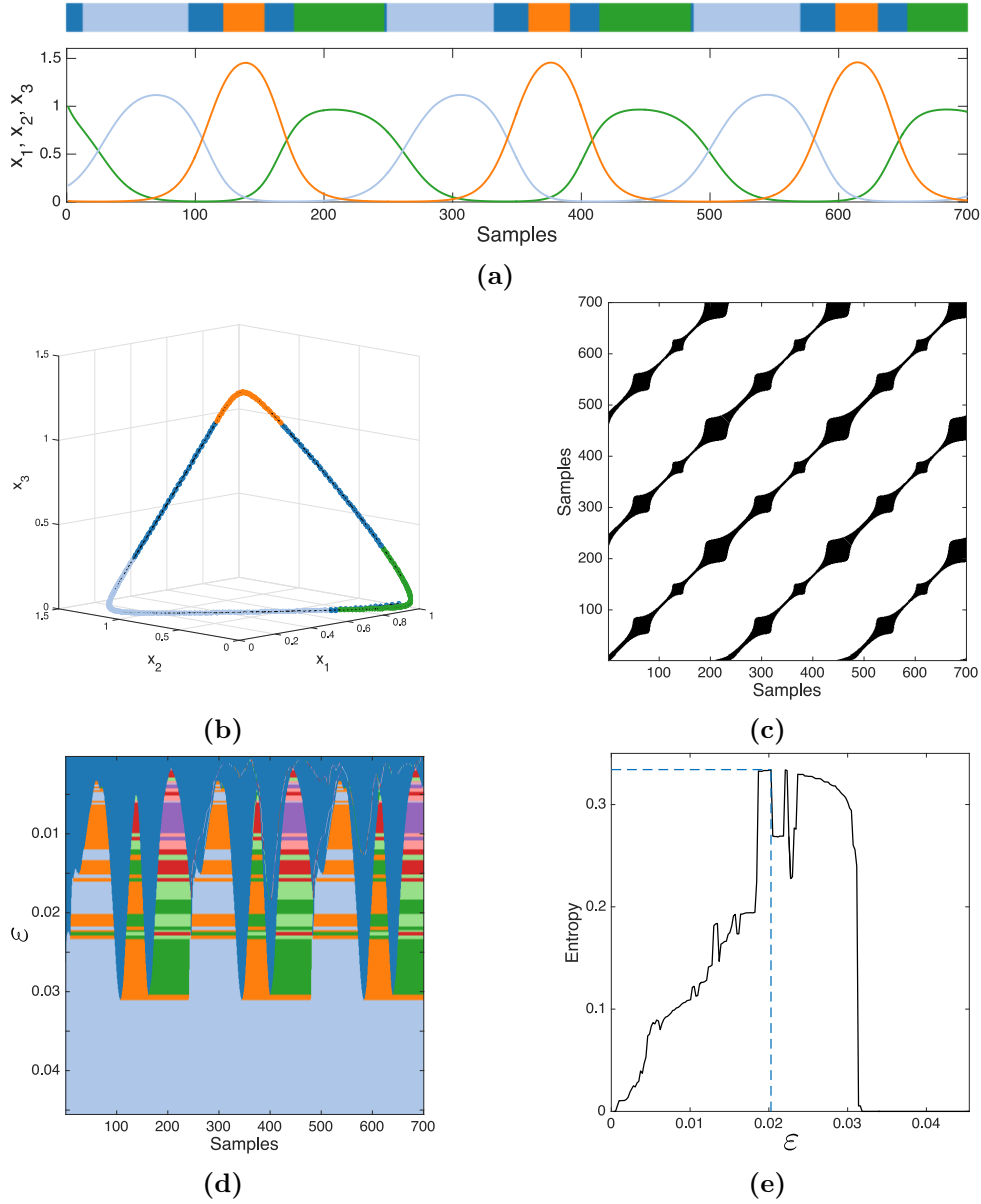 1.5
1
0.5
0
x1, x2, x3
0 100 200 300 400 500 600 700
Samples
(a)
1.5
1
0.5
0
x3
1.5
1
0.5
0
x2
0
0.2
0.4
0.6
0.8
1
x1
(b)
700
600
500
400
300
200
100
Samples
100 200 300 400 500 600 700
Samples
(c)
0.01
0.02
0.03
0.04
ε
100 200 300 400 500 600 700
Samples
(d)
0.3
0.2
0.1
0
Entropy
0 0.01 0.02 0.03 0.04
ε
(e)